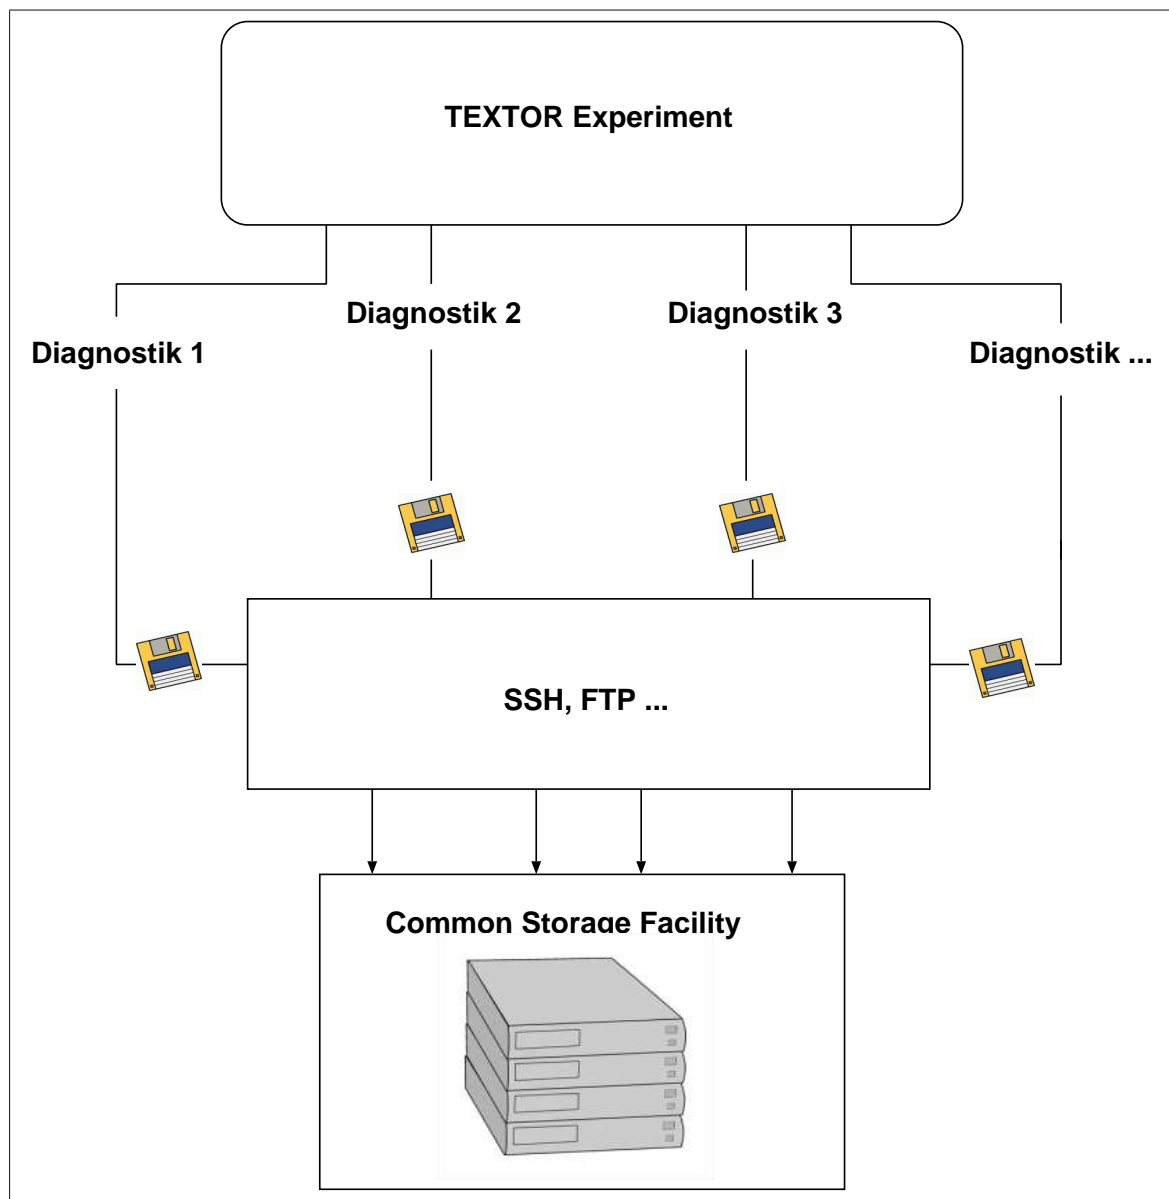 TEXTOR Experiment
Diagnostik 2
Diagnostik 3
Diagnostik 1
Diagnostik ...
SSH, FTP ...
Common Storage Facility